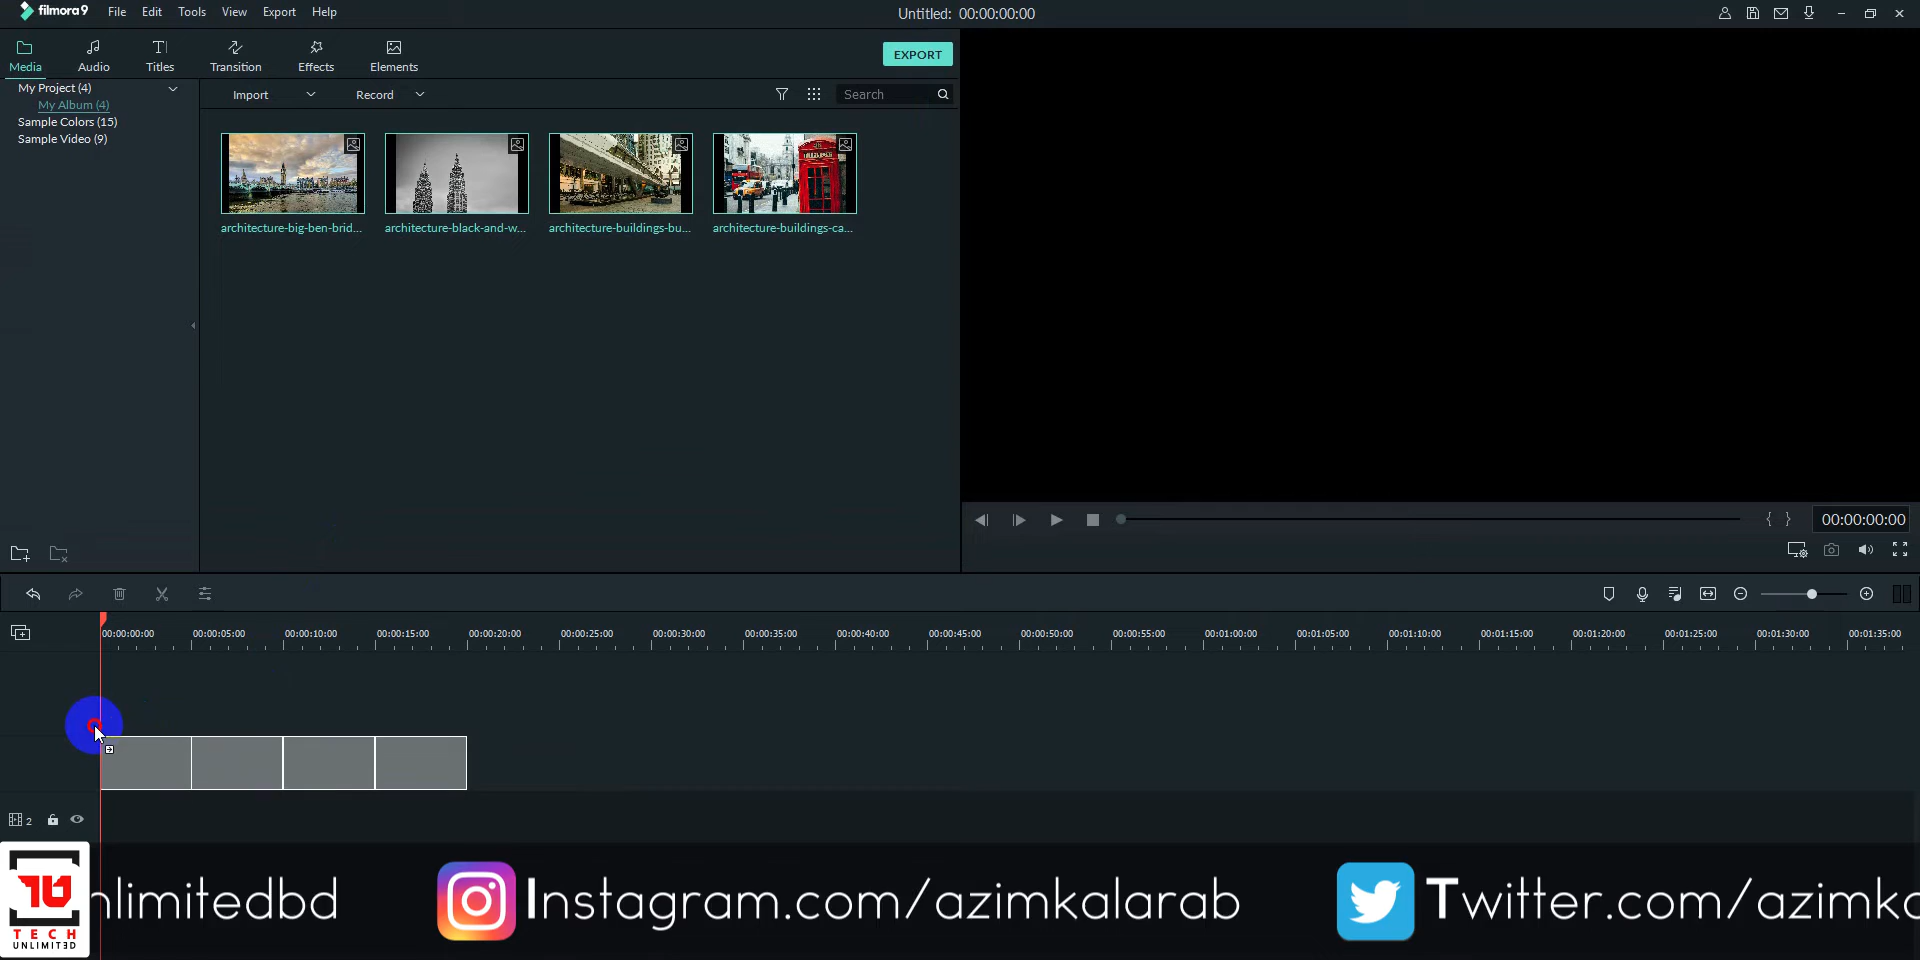 filmora9 File Edit Tools View Export Help
Untitled: 00:00:00:00
Media Audio Titles Transition Effects Elements
EXPORT
My Project (4)
My Album (4)
Sample Colors (15)
Sample Video (9)
Import Record Search
architecture-big-ben-brid... architecture-black-and-w... architecture-buildings-bu... architecture-buildings-ca...
00:00:00:00
00:00:00:00 00:00:05:00 00:00:10:00 00:00:15:00 00:00:20:00 00:00:25:00 00:00:30:00 00:00:35:00 00:00:40:00 00:00:45:00 00:00:50:00 00:00:55:00 00:01:00:00 00:01:05:00 00:01:10:00 00:01:15:00 00:01:20:00 00:01:25:00 00:01:30:00 00:01:35:00
2
TECH
UNLIMIT3D
nlimitedbd Instagram.com/azimkalarab Twitter.com/azimka